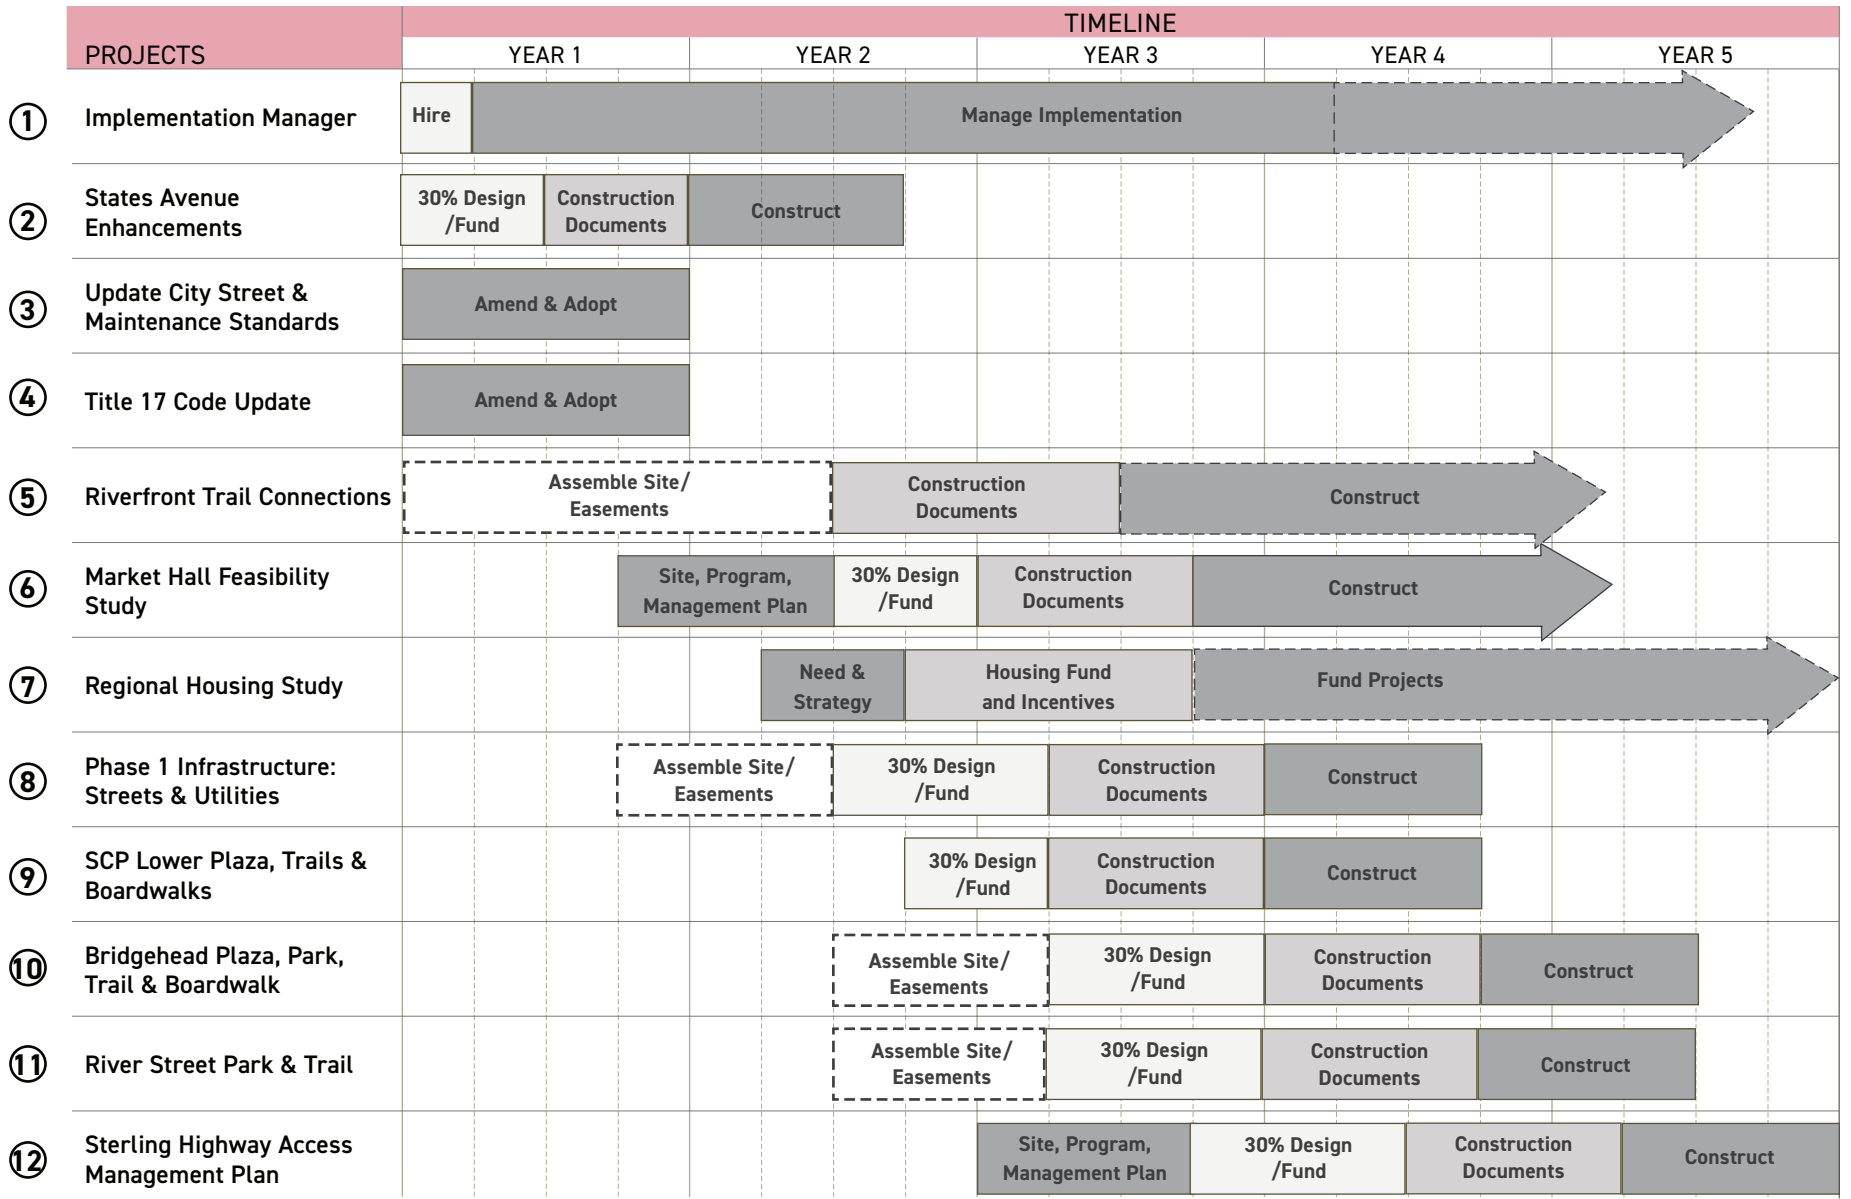 TIMELINE
PROJECTS
YEAR 1
YEAR 2
YEAR 3
YEAR 4
YEAR 5
1
Implementation Manager
Hire
Manage Implementation
2
States Avenue
Enhancements
30% Design
/Fund
Construction
Documents
Construct
3
Update City Street &
Maintenance Standards
Amend & Adopt
4
Title 17 Code Update
Amend & Adopt
5
Riverfront Trail Connections
Assemble Site/
Easements
Construction
Documents
Construct
6
Market Hall Feasibility
Study
Site, Program,
Management Plan
30% Design
/Fund
Construction
Documents
Construct
7
Regional Housing Study
Need &
Strategy
Housing Fund
and Incentives
Fund Projects
8
Phase 1 Infrastructure:
Streets & Utilities
Assemble Site/
Easements
30% Design
/Fund
Construction
Documents
Construct
9
SCP Lower Plaza, Trails &
Boardwalks
30% Design
/Fund
Construction
Documents
Construct
10
Bridgehead Plaza, Park,
Trail & Boardwalk
Assemble Site/
Easements
30% Design
/Fund
Construction
Documents
Construct
11
River Street Park & Trail
Assemble Site/
Easements
30% Design
/Fund
Construction
Documents
Construct
12
Sterling Highway Access
Management Plan
Site, Program,
Management Plan
30% Design
/Fund
Construction
Documents
Construct